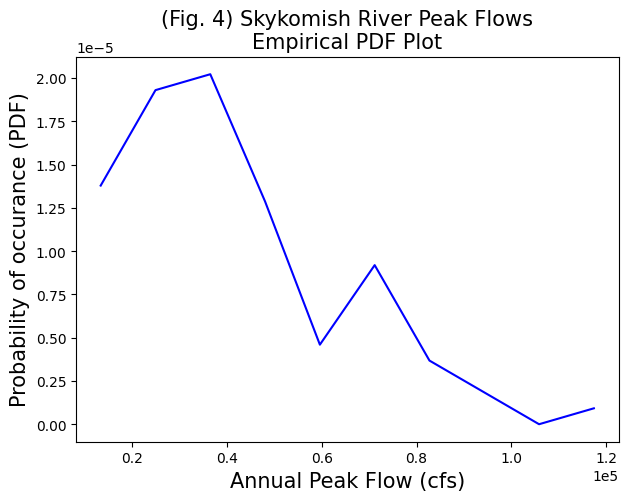 (Fig. 4) Skykomish River Peak Flows
Empirical PDF Plot
1e−5
Probability of occurance (PDF)
2.00
1.75
1.50
1.25
1.00
0.75
0.50
0.25
0.00
0.2 0.4 0.6 0.8 1.0 1.2
1e5
Annual Peak Flow (cfs)